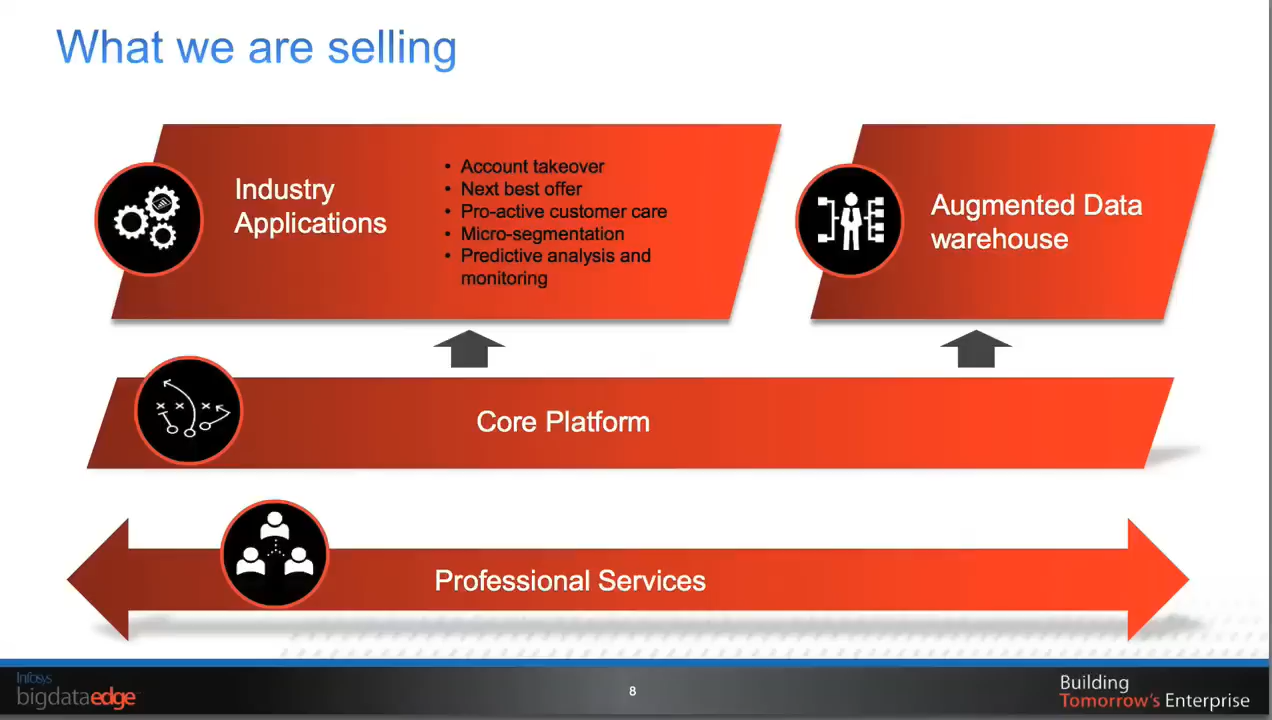 What we are selling
Industry
Applications
• Account takeover
• Next best offer
• Pro-active customer care
• Micro-segmentation
• Predictive analysis and
monitoring
Augmented Data
warehouse
Core Platform
Professional Services
Infosys
bigdataedge
8
Building
Tomorrow's Enterprise